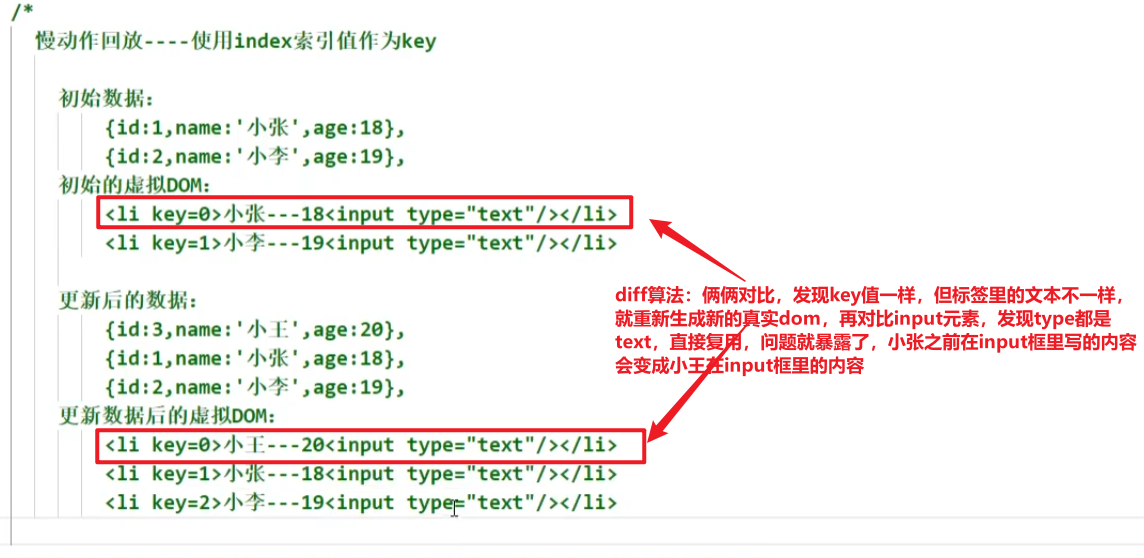 /*
慢动作回放----使用index索引值作为key
初始数据：
{id:1,name:'小张',age:18},
{id:2,name:'小李',age:19},
初始的虚拟DOM：
<li key=0>小张---18<input type="text"/></li>
<li key=1>小李---19<input type="text"/></li>
更新后的数据：
{id:3,name:'小王',age:20},
{id:1,name:'小张',age:18},
{id:2,name:'小李',age:19},
更新数据后的虚拟DOM：
<li key=0>小王---20<input type="text"/></li>
<li key=1>小张---18<input type="text"/></li>
<li key=2>小李---19<input type="text"/></li>
diff算法：俩俩对比，发现key值一样，但标签里的文本不一样，
就重新生成新的真实dom，再对比input元素，发现type都是
text，直接复用，问题就暴露了，小张之前在input框里写的内容
会变成小王在input框里的内容